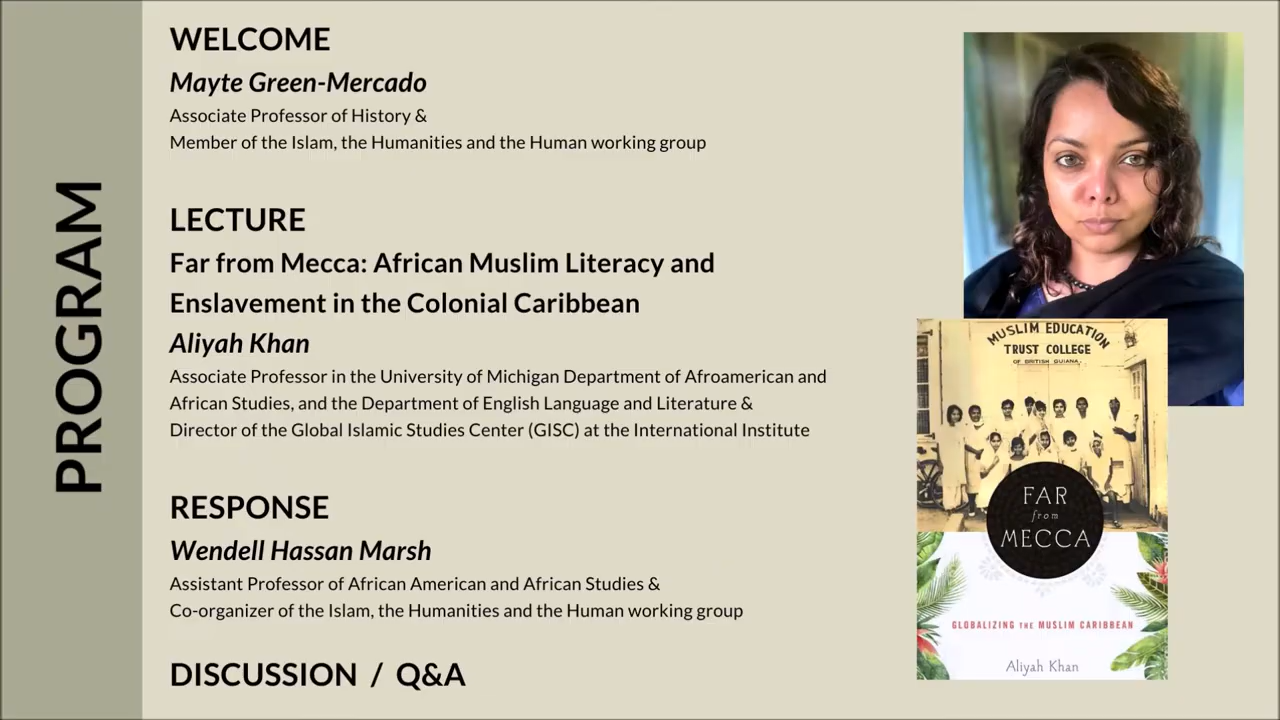 PROGRAM
WELCOME
Mayte Green-Mercado
Associate Professor of History &
Member of the Islam, the Humanities and the Human working group
LECTURE
Far from Mecca: African Muslim Literacy and
Enslavement in the Colonial Caribbean
Aliyah Khan
Associate Professor in the University of Michigan Department of Afroamerican and
African Studies, and the Department of English Language and Literature &
Director of the Global Islamic Studies Center (GISC) at the International Institute
RESPONSE
Wendell Hassan Marsh
Assistant Professor of African American and African Studies &
Co-organizer of the Islam, the Humanities and the Human working group
DISCUSSION / Q&A
MUSLIM EDUCATION
TRUST COLLEGE
OF BRITISH GUIANA.
FAR
from
MECCA
GLOBALIZING THE MUSLIM CARIBBEAN
Aliyah Khan